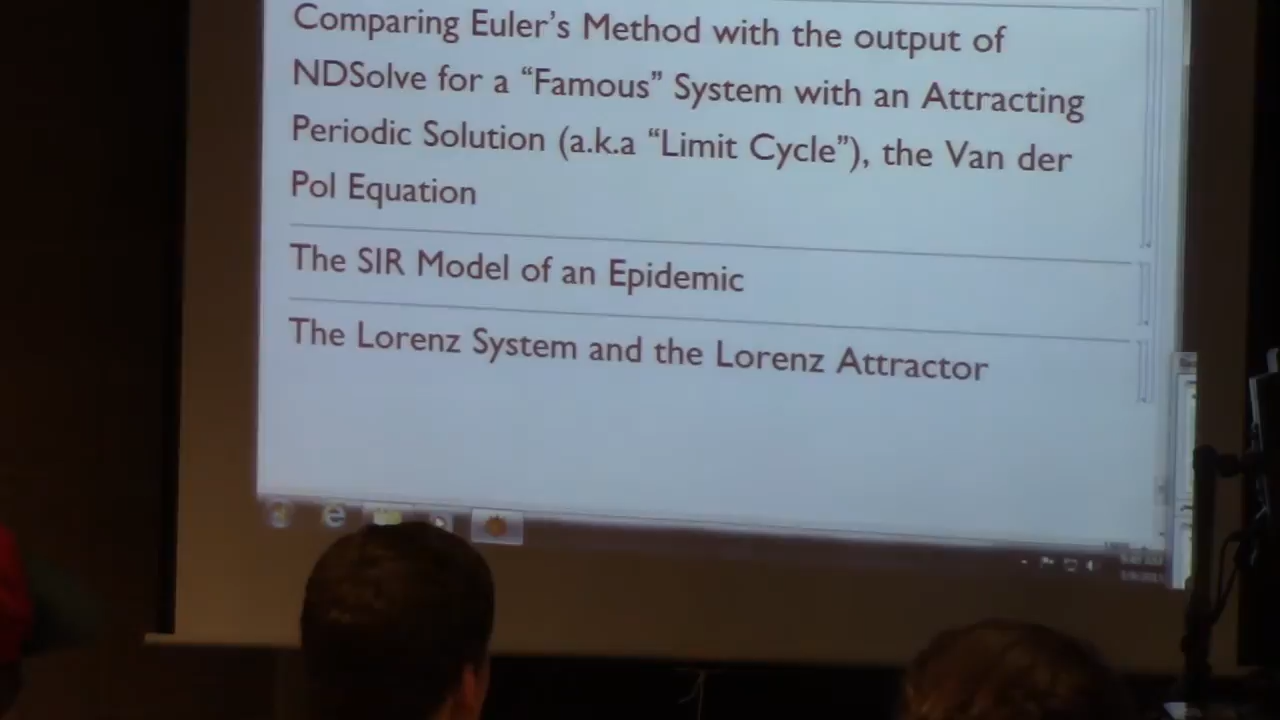 Comparing Euler's Method with the output of
NDSolve for a “Famous” System with an Attracting
Periodic Solution (a.k.a “Limit Cycle”), the Van der
Pol Equation
The SIR Model of an Epidemic
The Lorenz System and the Lorenz Attractor